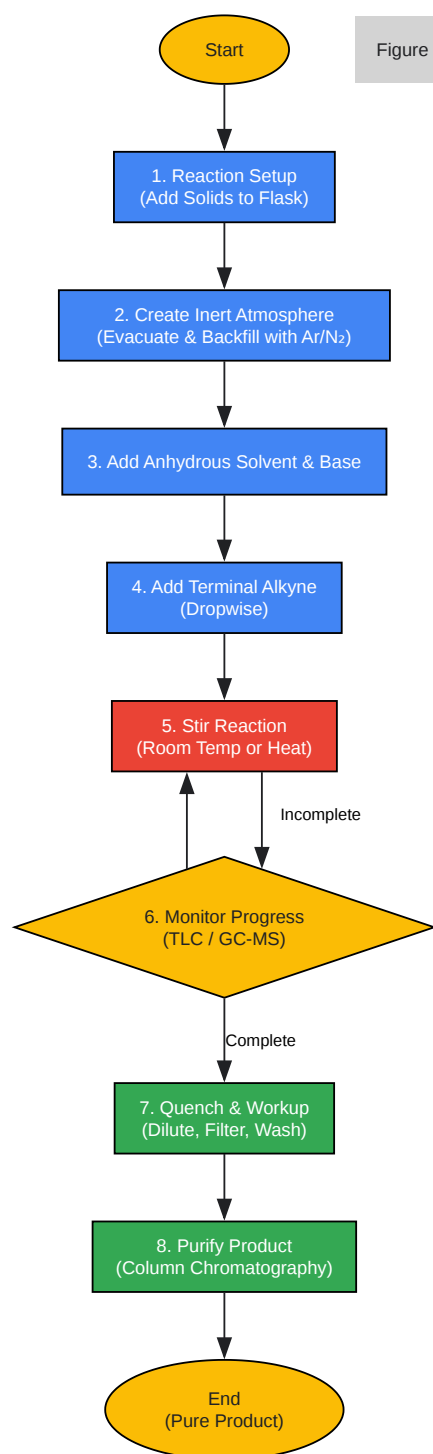 Start
Figure
1. Reaction Setup
(Add Solids to Flask)
2. Create Inert Atmosphere
(Evacuate & Backfill with Ar/N₂)
3. Add Anhydrous Solvent & Base
4. Add Terminal Alkyne
(Dropwise)
5. Stir Reaction
(Room Temp or Heat)
Incomplete
6. Monitor Progress
(TLC / GC-MS)
Complete
7. Quench & Workup
(Dilute, Filter, Wash)
8. Purify Product
(Column Chromatography)
End
(Pure Product)